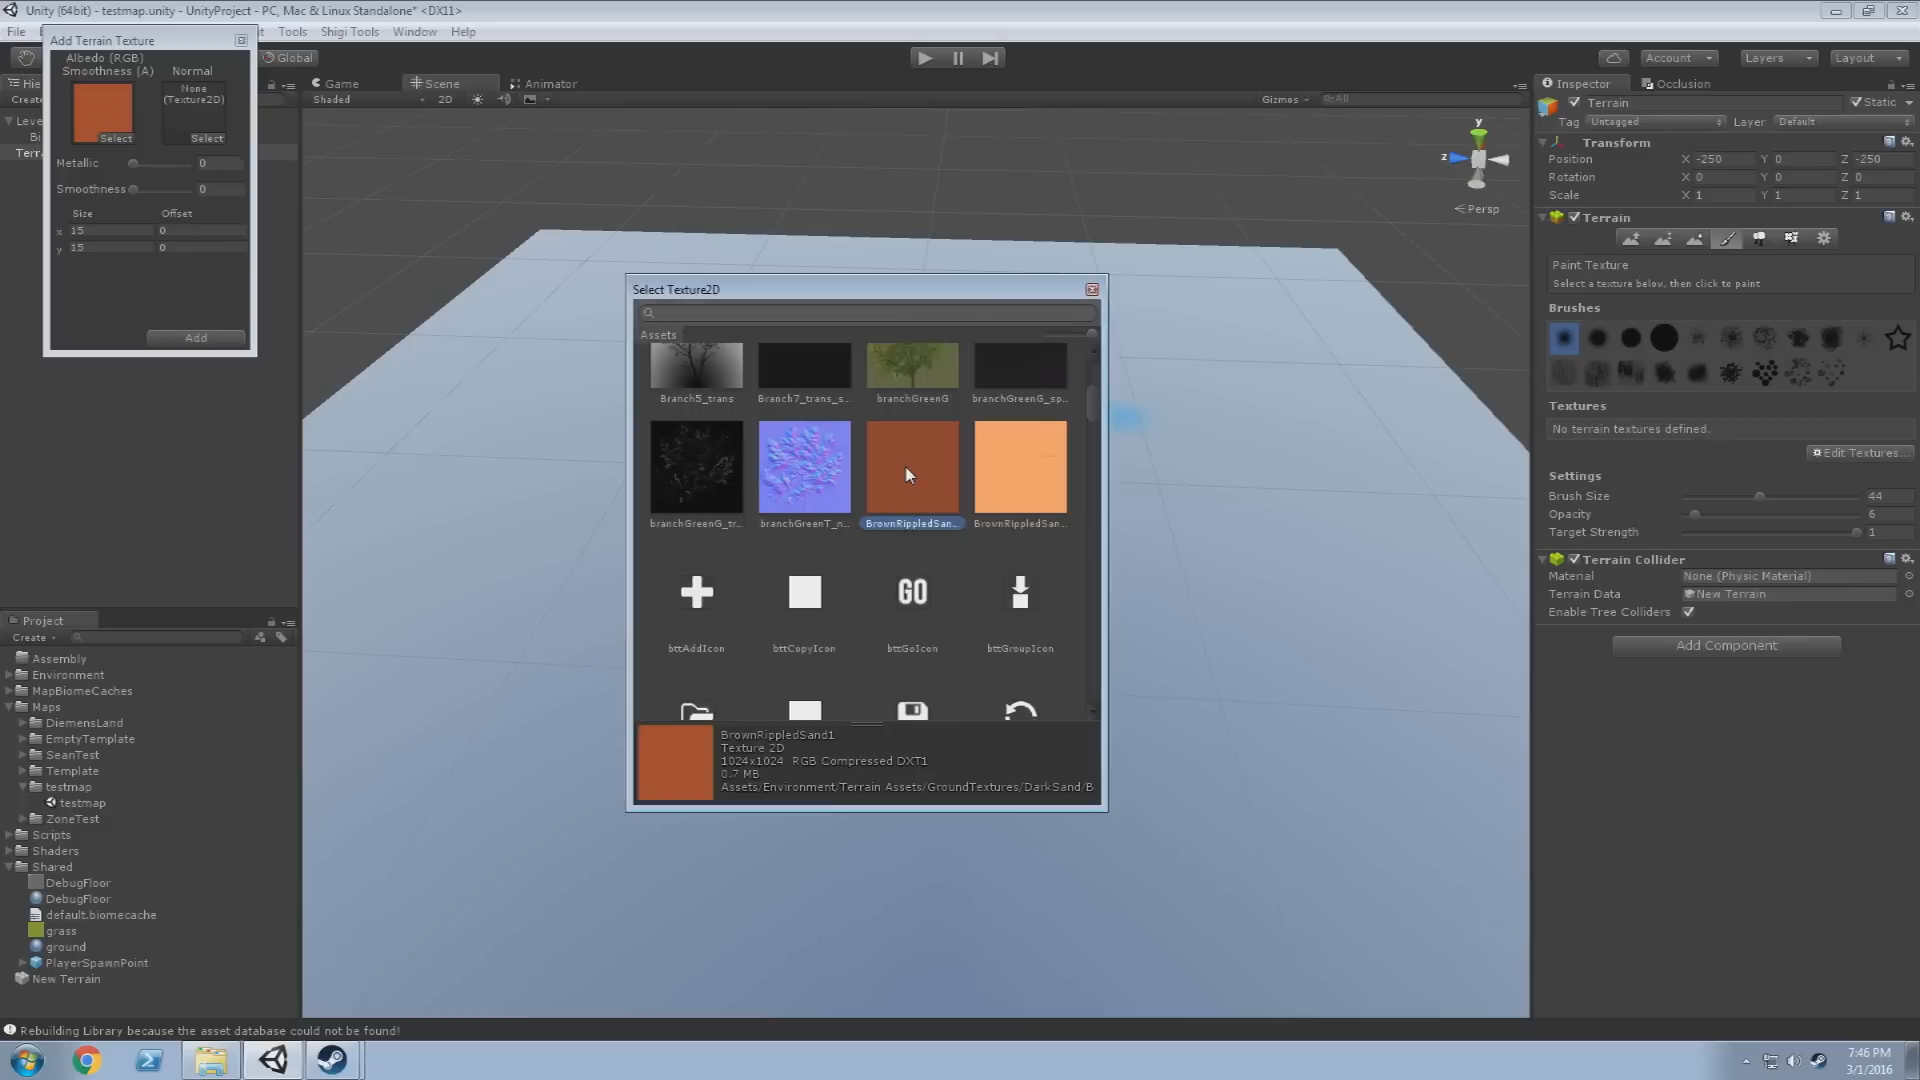 Unity (64bit) - testmap.unity - UnityProject - PC, Mac & Linux Standalone* <DX11>
File
Tools
Shigi Tools
Window
Help
Add Terrain Texture
Albedo (RGB)
Smoothness (A)
Normal
None
(Texture2D)
Select
Select
Metallic
0
Smoothness
0
Size
Offset
x 15
0
y 15
0
Add
Global
Account
Layers
Layout
Game
Scene
Animator
Shaded
2D
Gizmos
All
y
z
Persp
Select Texture2D
Assets
Branch5_trans
Branch7_trans_s...
branchGreenG
branchGreenG_sp...
branchGreenG_tr...
branchGreenT_n...
BrownRippledSan...
BrownRippledSan...
GO
bttAddIcon
bttCopyIcon
bttGoIcon
bttGroupIcon
BrownRippledSand1
Texture 2D
1024x1024 RGB Compressed DXT1
0.7 MB
Assets/Environment/Terrain Assets/GroundTextures/DarkSand/B
Inspector
Occlusion
Terrain
Static
Tag
Untagged
Layer
Default
Transform
Position X -250 Y 0 Z -250
Rotation X 0 Y 0 Z 0
Scale X 1 Y 1 Z 1
Terrain
Paint Texture
Select a texture below, then click to paint
Brushes
Textures
No terrain textures defined.
Edit Textures...
Settings
Brush Size 44
Opacity 6
Target Strength 1
Terrain Collider
Material None (Physic Material)
Terrain Data New Terrain
Enable Tree Colliders
Add Component
Project
Create
Assembly
Environment
MapBiomeCaches
Maps
DiemensLand
EmptyTemplate
SeanTest
Template
testmap
testmap
ZoneTest
Scripts
Shaders
Shared
DebugFloor
DebugFloor
default.biomecache
grass
ground
PlayerSpawnPoint
New Terrain
Rebuilding Library because the asset database could not be found!
7:46 PM
3/1/2016